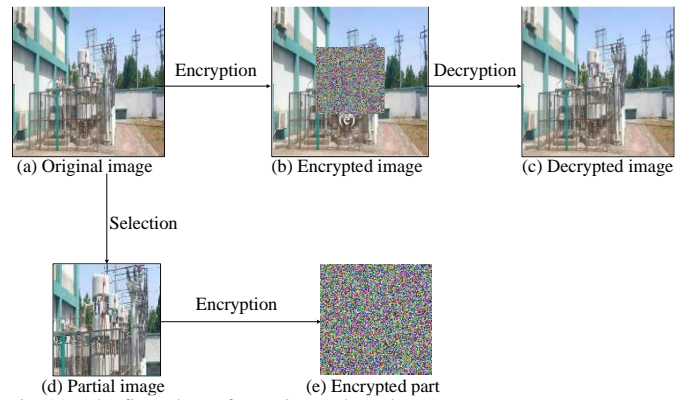 Encryption
Decryption
(e)
(a) Original image
(b) Encrypted image
(c) Decrypted image
Selection
Encryption
(d) Partial image
(e) Encrypted part